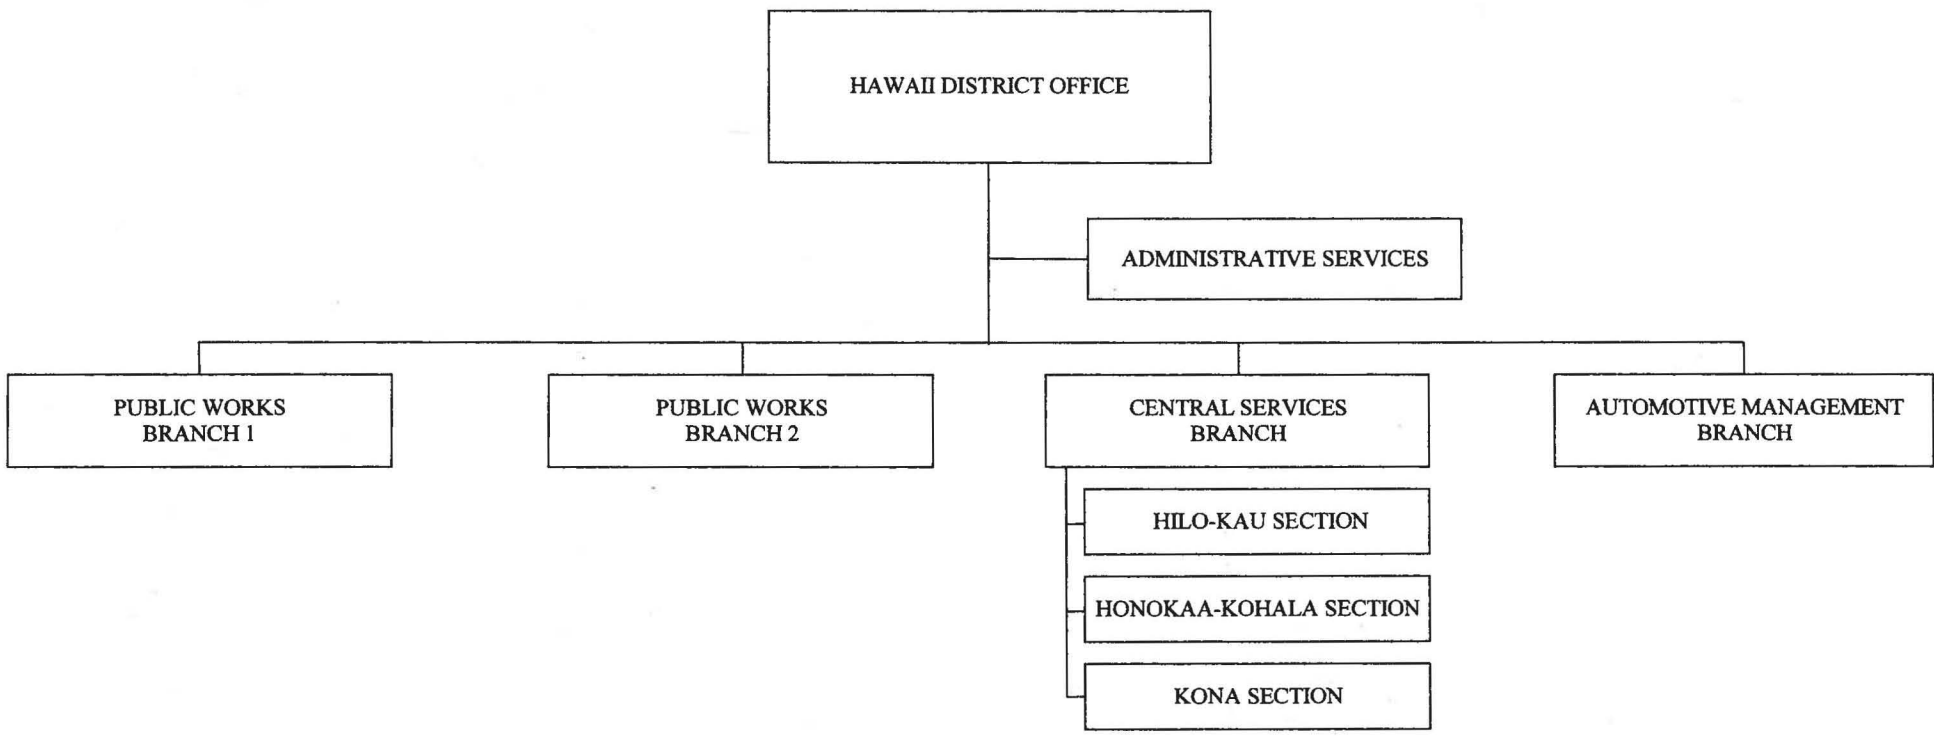 HAWAII DISTRICT OFFICE
ADMINISTRATIVE SERVICES
PUBLIC WORKS
BRANCH 1
PUBLIC WORKS
BRANCH 2
CENTRAL SERVICES
BRANCH
AUTOMOTIVE MANAGEMENT
BRANCH
HILO-KAU SECTION
HONOKAA-KOHALA SECTION
KONA SECTION